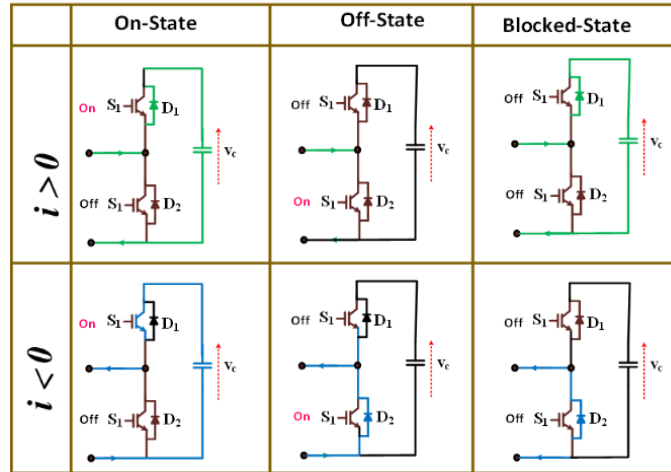 On-State Off-State Blocked-State
i > 0
On S1 D1 vc
Off S1 D2
Off S1 D1 vc
On S1 D2
Off S1 D1 vc
Off S1 D2
i < 0
On S1 D1 vc
Off S1 D2
Off S1 D1 vc
On S1 D2
Off S1 D1 vc
Off S1 D2